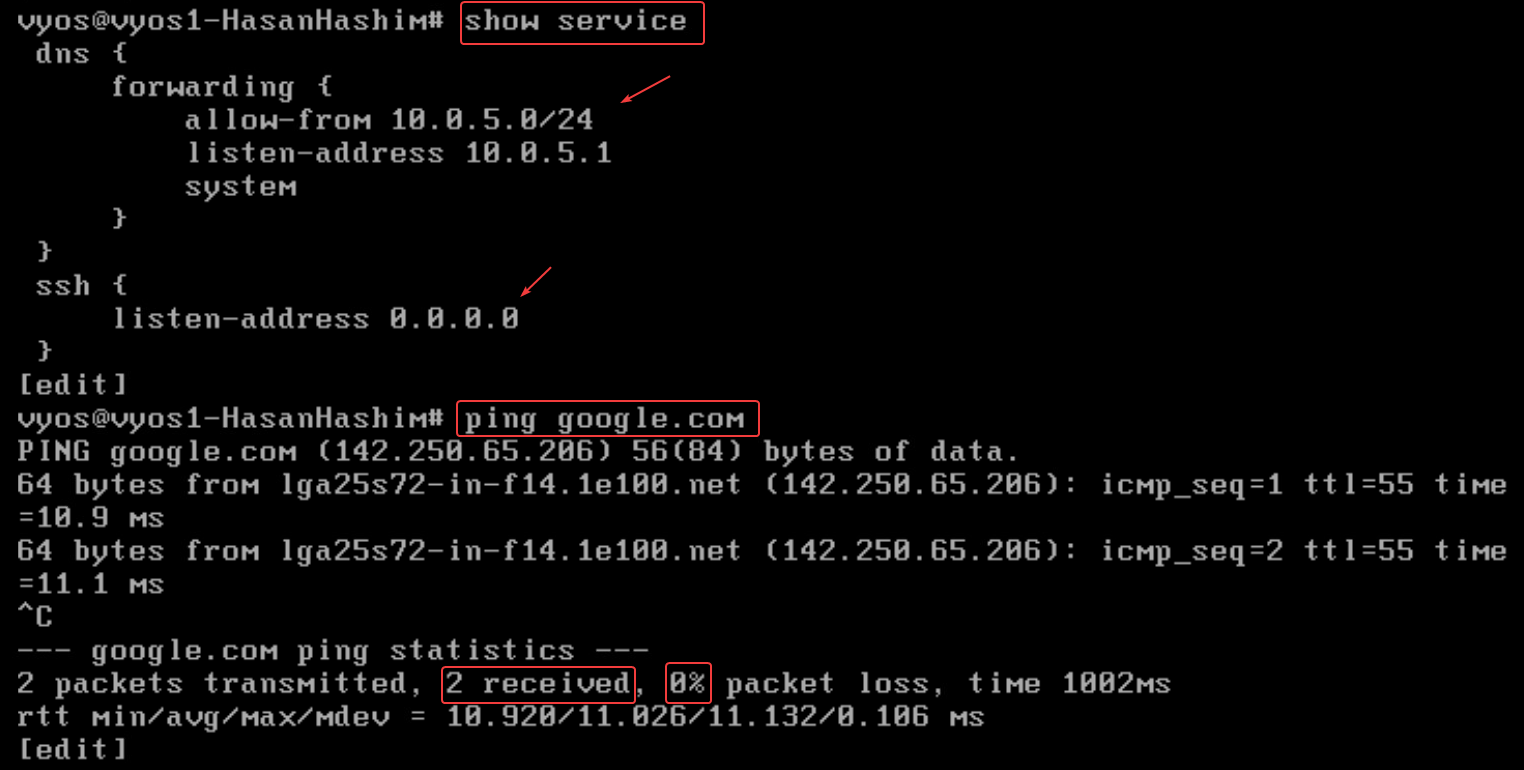 vyos@vyos1-HasanHashim# show service
 dns {
     forwarding {
         allow-from 10.0.5.0/24
         listen-address 10.0.5.1
         system
     }
 }
 ssh {
     listen-address 0.0.0.0
 }
[edit]
vyos@vyos1-HasanHashim# ping google.com
PING google.com (142.250.65.206) 56(84) bytes of data.
64 bytes from lga25s72-in-f14.1e100.net (142.250.65.206): icmp_seq=1 ttl=55 time
=10.9 ms
64 bytes from lga25s72-in-f14.1e100.net (142.250.65.206): icmp_seq=2 ttl=55 time
=11.1 ms
^C
--- google.com ping statistics ---
2 packets transmitted, 2 received, 0% packet loss, time 1002ms
rtt min/avg/max/mdev = 10.920/11.026/11.132/0.106 ms
[edit]